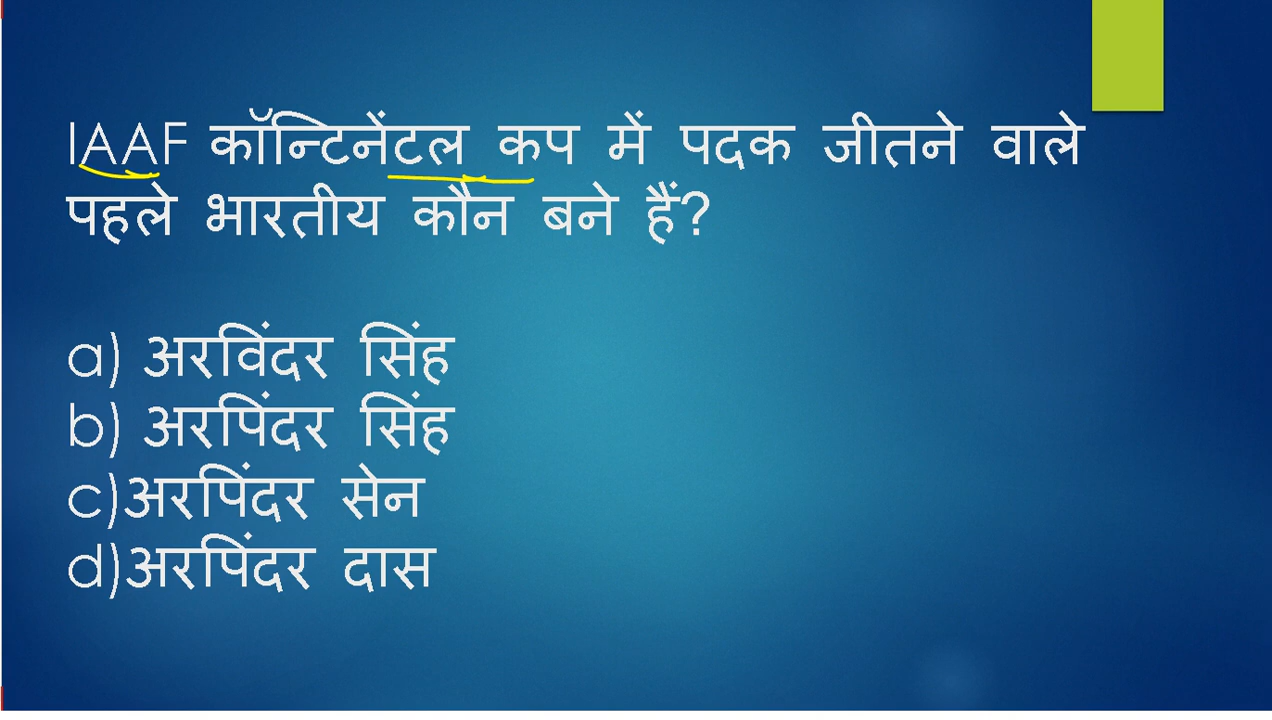 IAAF कॉन्टिनेंटल कप में पदक जीतने वाले
पहले भारतीय कौन बने हैं?
a) अरविंदर सिंह
b) अरपिंदर सिंह
c)अरपिंदर सेन
d)अरपिंदर दास